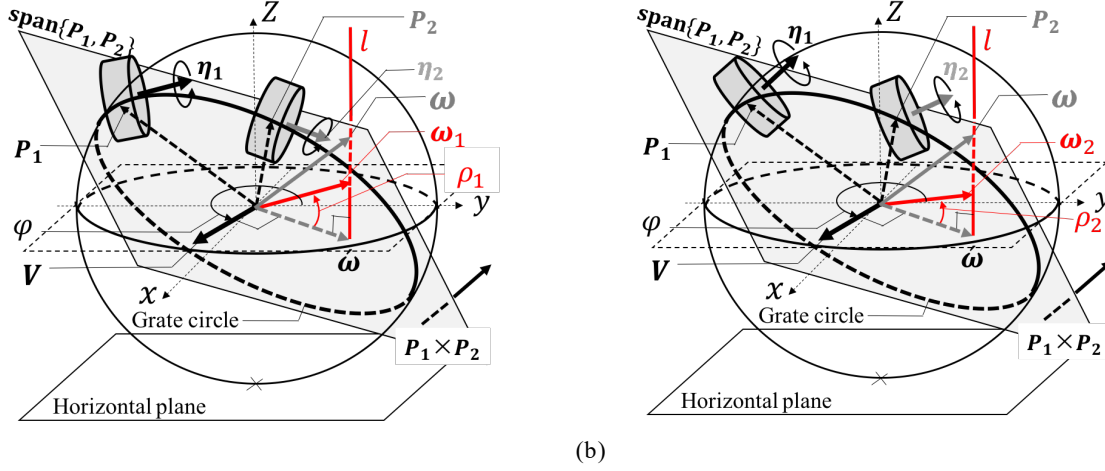 span{P₁, P₂}
Z
P₂
l
η₁
η₂
ω
ω₁
P₁
ρ₁
y
φ
V
ω
x
Grate circle
P₁×P₂
Horizontal plane
span{P₁, P₂}
Z
P₂
l
η₁
η₂
ω
ω₂
P₁
ρ₂
y
φ
V
ω
x
Grate circle
P₁×P₂
Horizontal plane
(b)